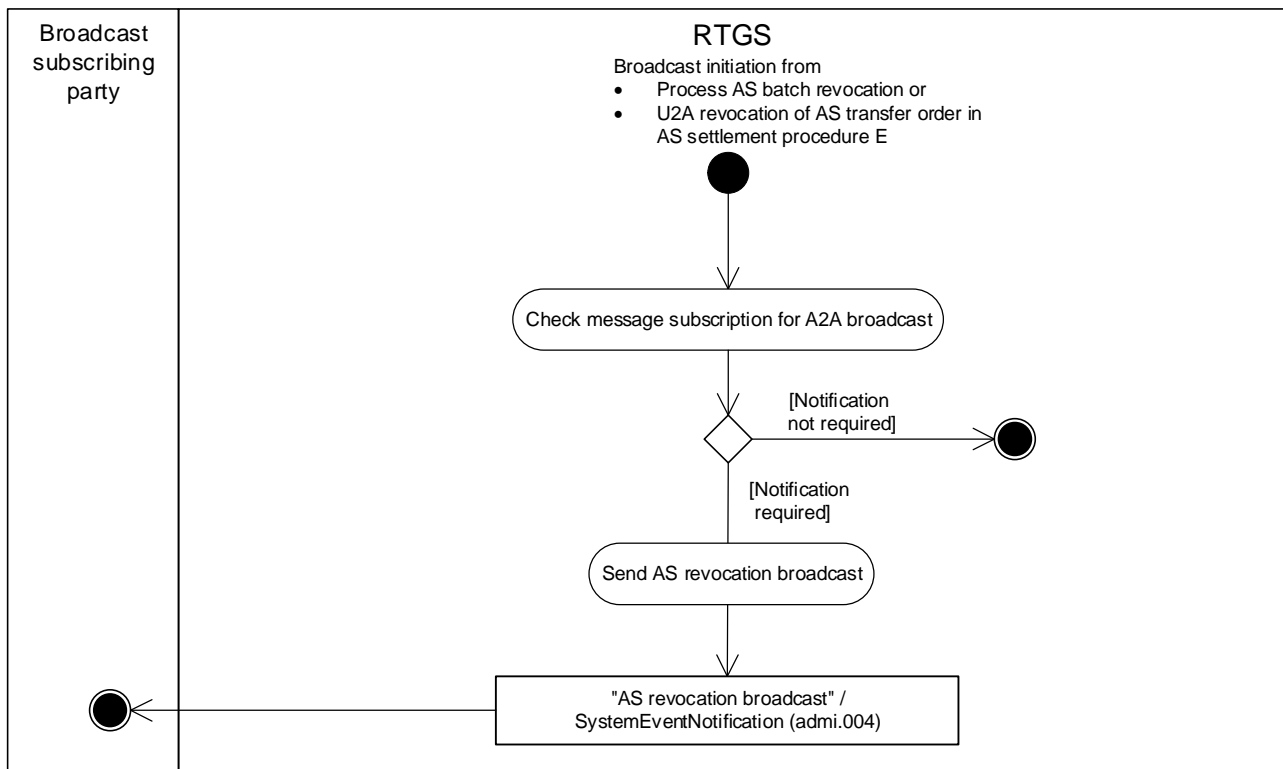 Broadcast
subscribing
party
RTGS
Broadcast initiation from
• Process AS batch revocation or
• U2A revocation of AS transfer order in
AS settlement procedure E
Check message subscription for A2A broadcast
[Notification
not required]
[Notification
required]
Send AS revocation broadcast
"AS revocation broadcast" /
SystemEventNotification (admi.004)